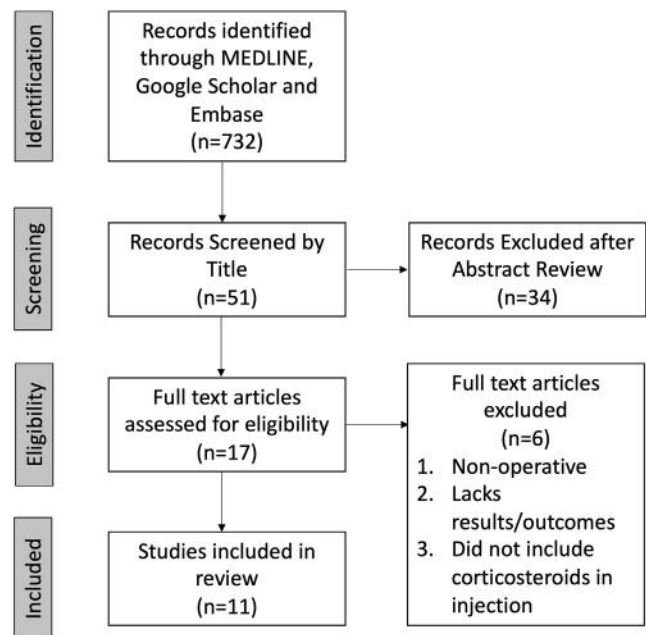 Identification
Records identified
through MEDLINE,
Google Scholar and
Embase
(n=732)
Screening
Records Screened by
Title
(n=51)
Records Excluded after
Abstract Review
(n=34)
Eligibility
Full text articles
assessed for eligibility
(n=17)
Full text articles
excluded
(n=6)
1. Non-operative
2. Lacks
results/outcomes
3. Did not include
corticosteroids in
injection
Included
Studies included in
review
(n=11)